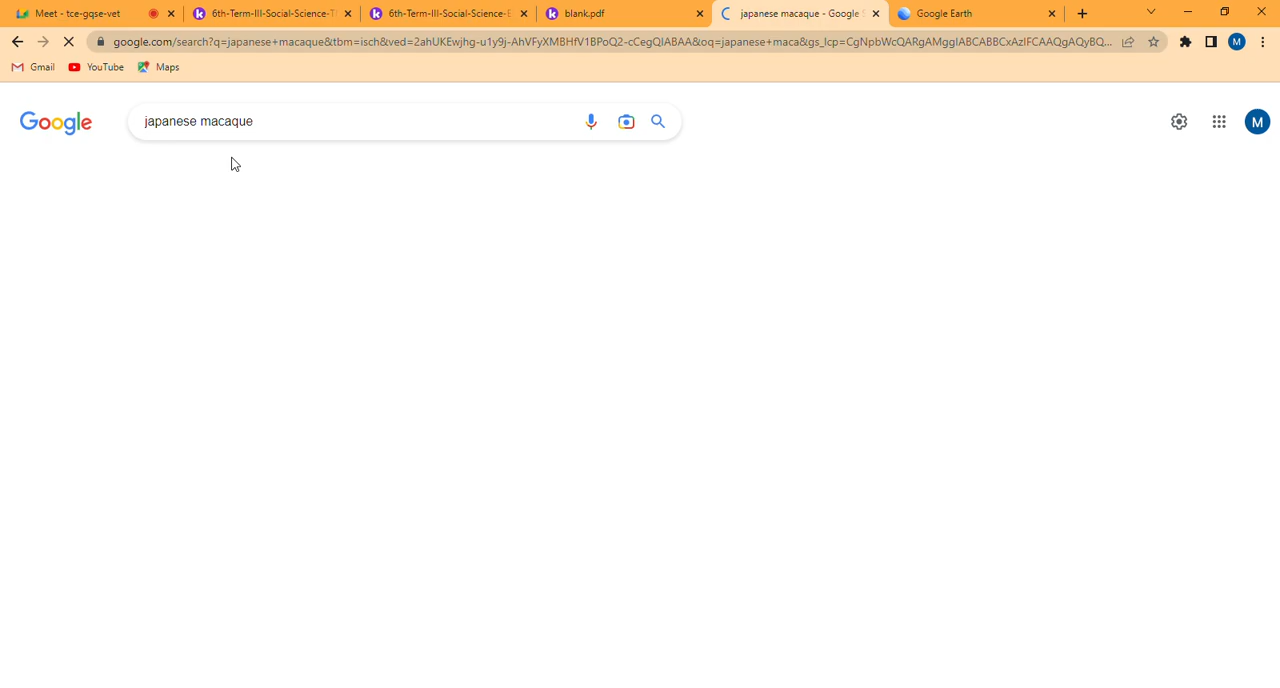 Meet - tce-gqse-vet
6th-Term-III-Social-Science-T
6th-Term-III-Social-Science-E
blank.pdf
japanese macaque - Google S
Google Earth
google.com/search?q=japanese+macaque&tbm=isch&ved=2ahUKEwjhg-u1y9j-AhVFyXMBHfV1BPoQ2-cCegQIABAA&oq=japanese+maca&gs_lcp=CgNpbWcQARgAMggIABCABBCxAzIFCAAQgAQyBQ...
M
Gmail
YouTube
Maps
Google
japanese macaque
M